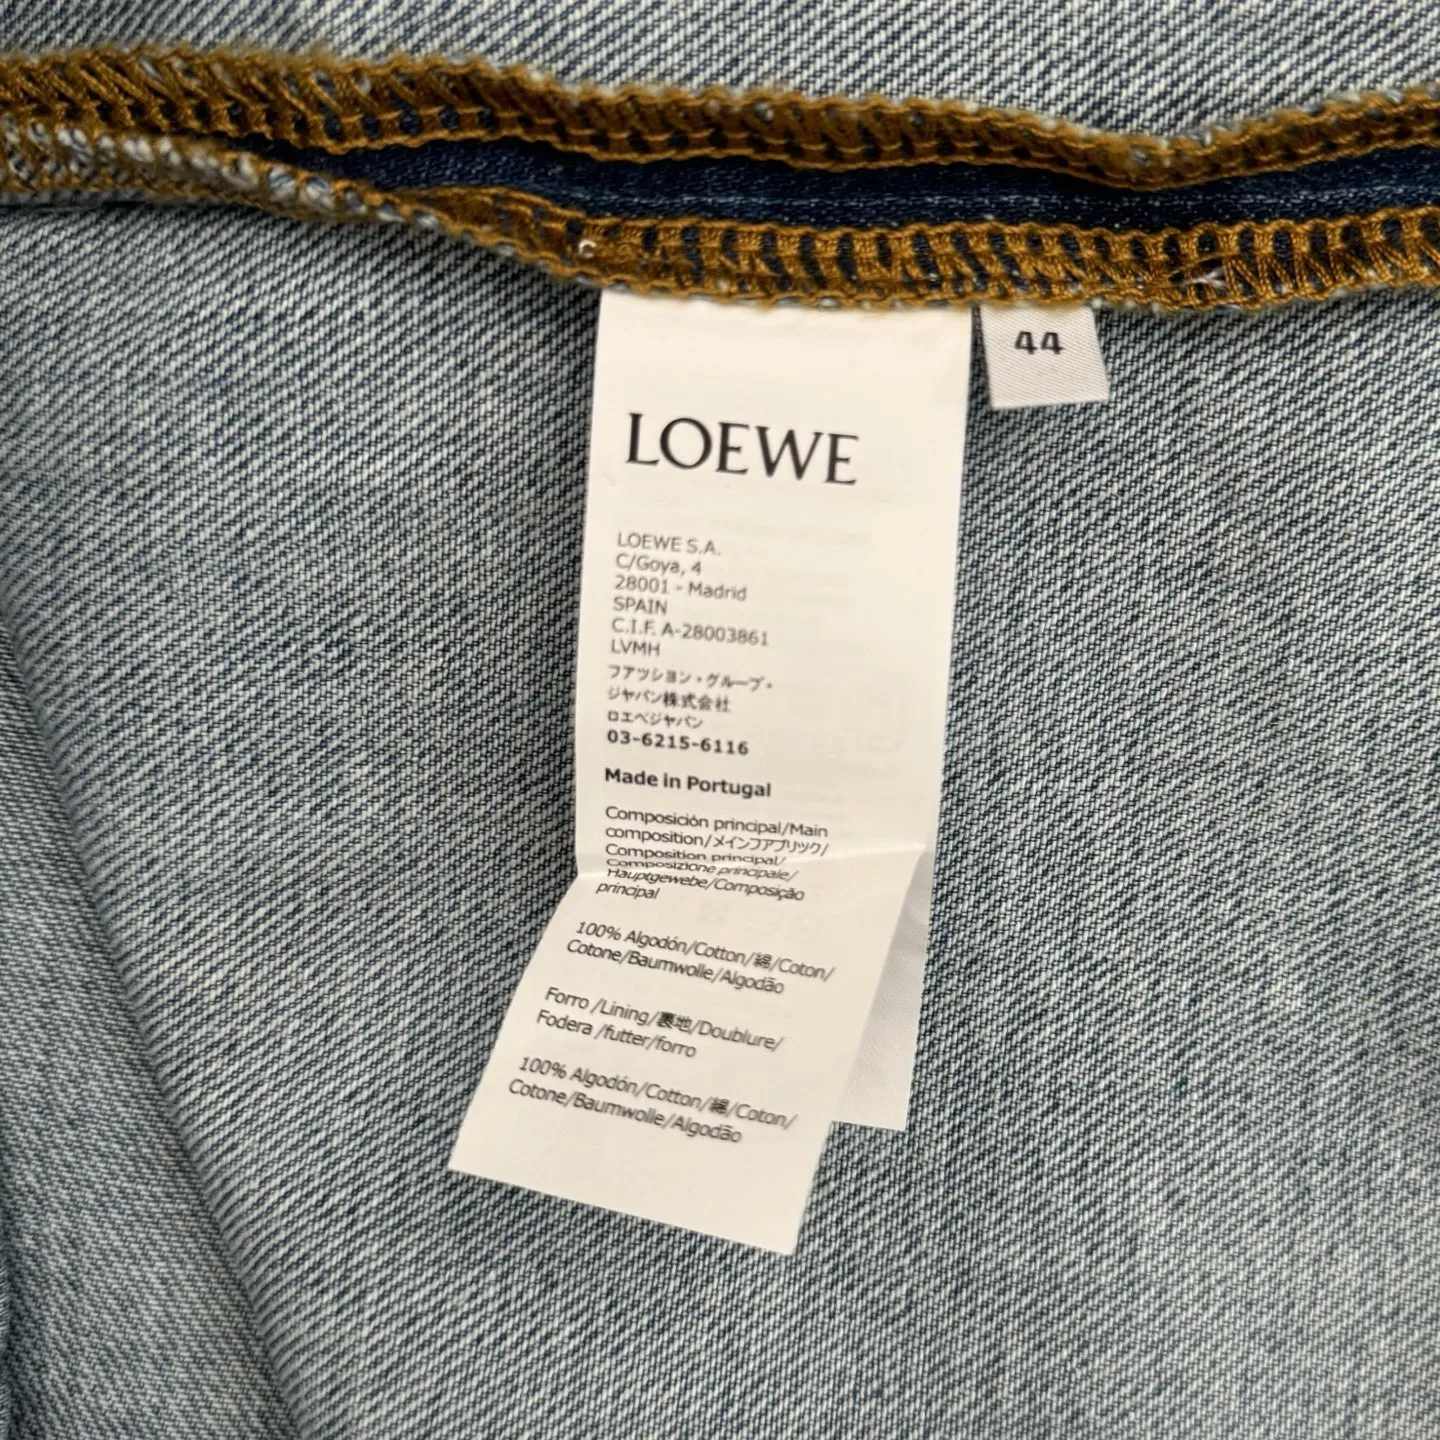 44
LOEWE
LOEWE S.A.
C/Goya, 4
28001 - Madrid
SPAIN
C.I.F. A-28003861
LVMH
ファッション・グループ・
ジャパン株式会社
ロエベジャパン
03-6215-6116
Made in Portugal
Composición principal/Main
composition/メインファブリック/
Composition principal/
Composizione principale/
Hauptgewebe/Composição
principal
100% Algodón/Cotton/綿/Coton/
Cotone/Baumwolle/Algodão
Forro /Lining/裏地/Doublure/
Fodera /futter/forro
100% Algodón/Cotton/綿/Coton/
Cotone/Baumwolle/Algodão